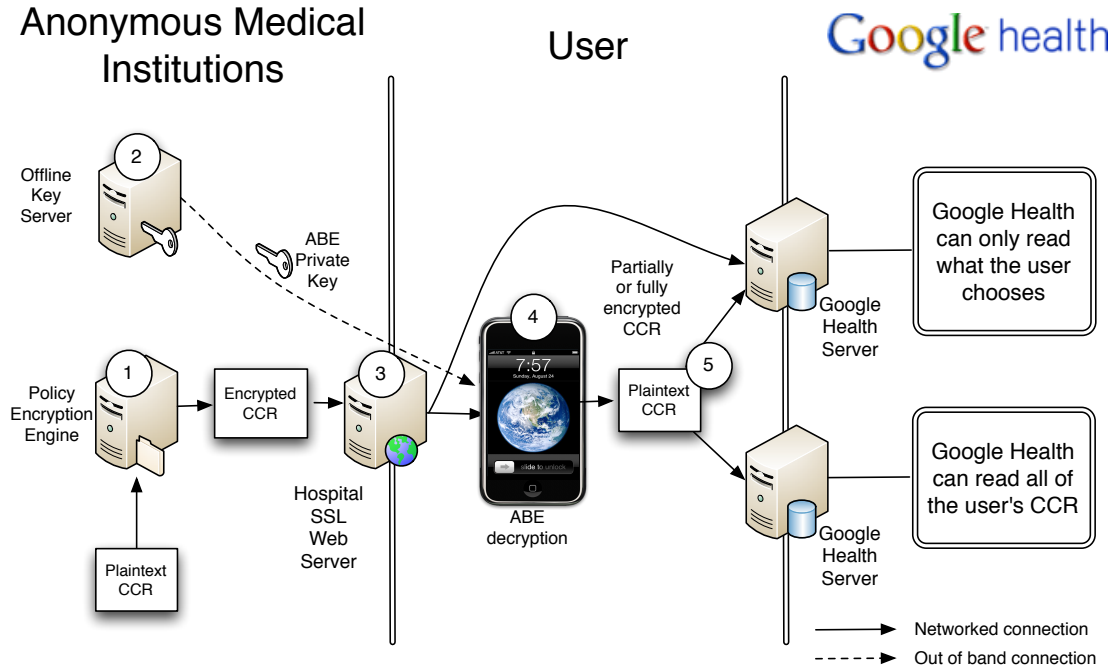 Anonymous Medical
Institutions
User
Google health
2
Offline
Key
Server
ABE
Private
Key
1
Policy
Encryption
Engine
Encrypted
CCR
Plaintext
CCR
3
Hospital
SSL
Web
Server
4
7:57
Sunday, August 24
slide to unlock
ABE
decryption
Partially
or fully
encrypted
CCR
5
Plaintext
CCR
Google
Health
Server
Google Health
can only read
what the user
chooses
Google
Health
Server
Google Health
can read all of
the user's CCR
Networked connection
Out of band connection